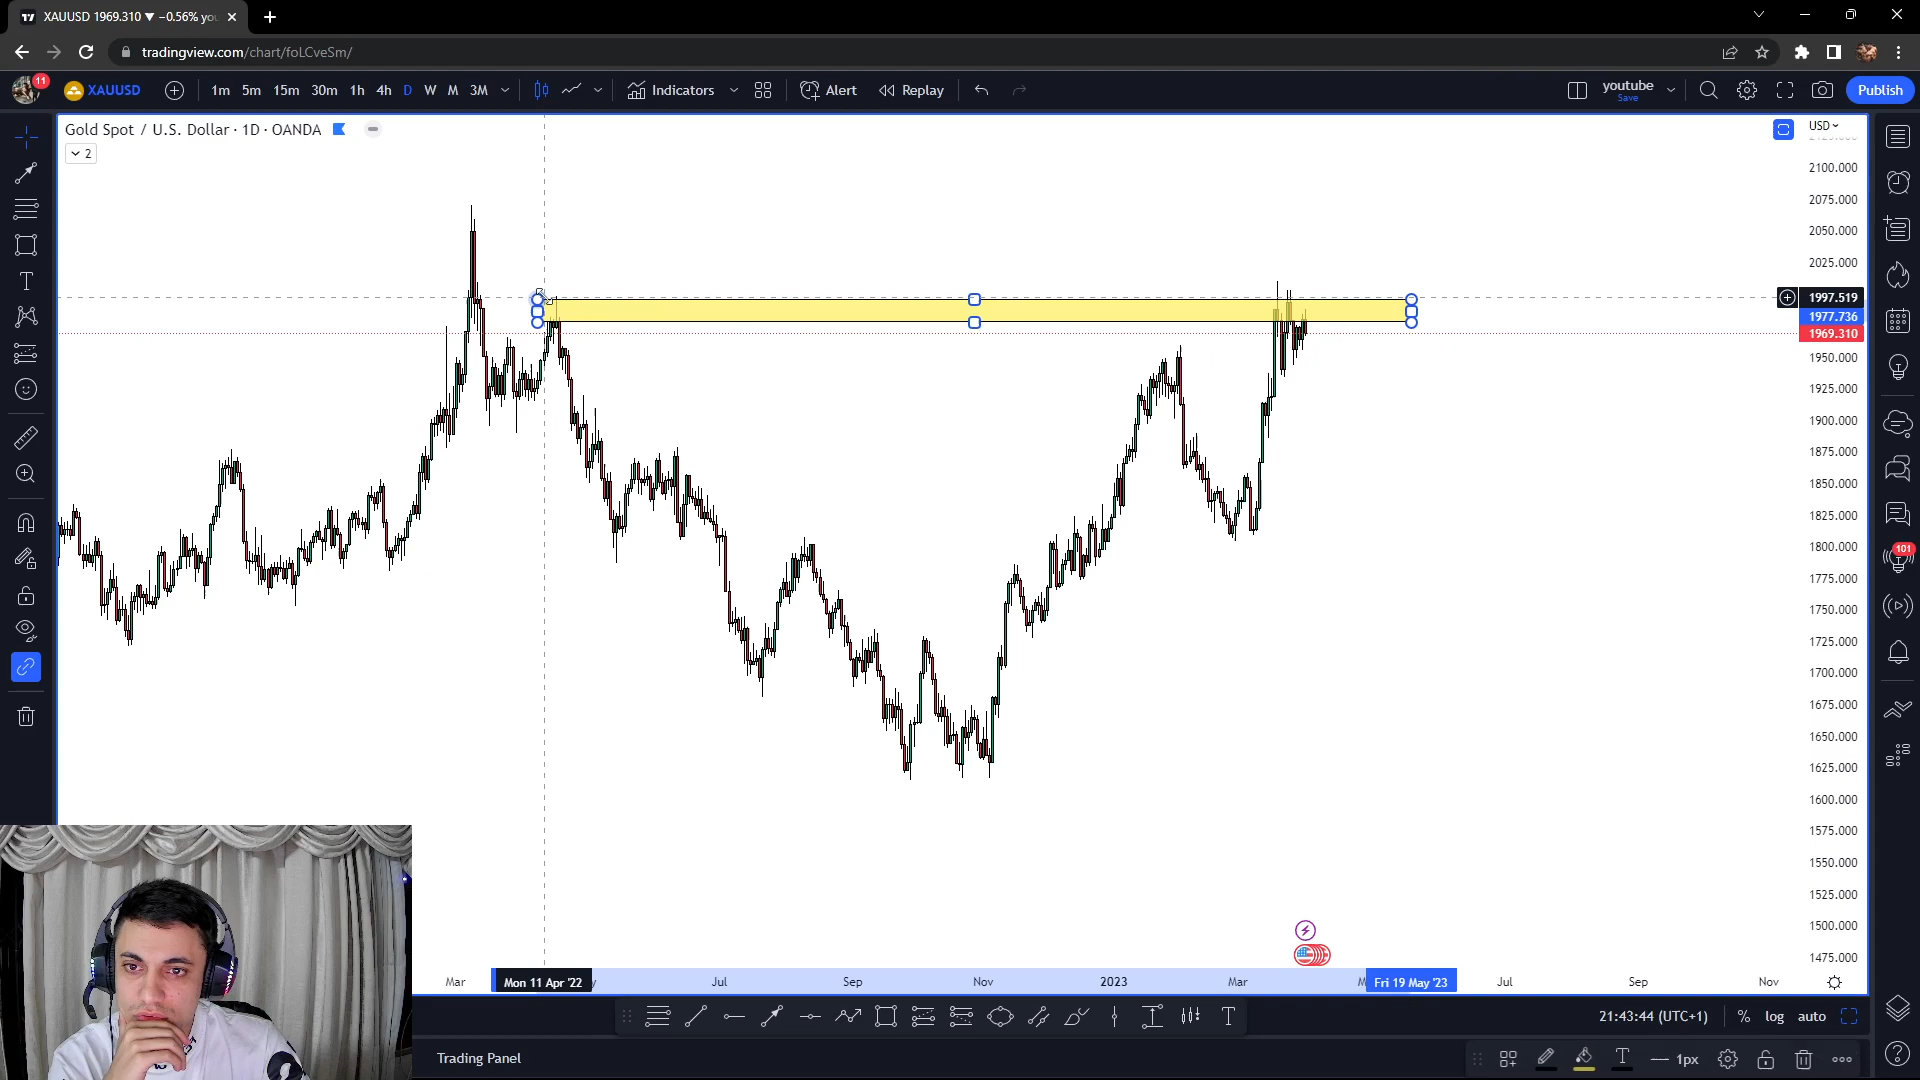 XAUUSD 1969.310 ▼ −0.56% yo
tradingview.com/chart/foLCveSm/
11
XAUUSD
1m 5m 15m 30m 1h 4h D W M 3M
Indicators
Alert
Replay
youtube
Save
Publish
Gold Spot / U.S. Dollar · 1D · OANDA
2
USD
2100.000
2075.000
2050.000
2025.000
1997.519
1977.736
1969.310
1950.000
1925.000
1900.000
1875.000
1850.000
1825.000
1800.000
1775.000
1750.000
1725.000
1700.000
1675.000
1650.000
1625.000
1600.000
1575.000
1550.000
1525.000
1500.000
1475.000
101
Mar Mon 11 Apr '22 Jul Sep Nov 2023 Mar Fri 19 May '23 Jul Sep Nov
21:43:44 (UTC+1) % log auto
Trading Panel
1px